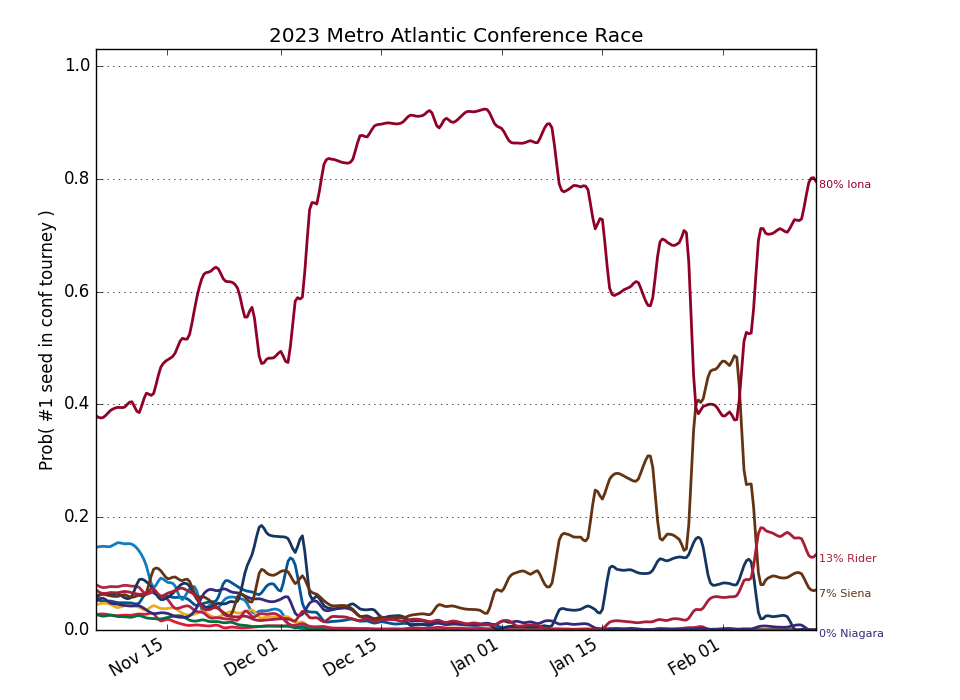 2023 Metro Atlantic Conference Race
Prob( #1 seed in conf tourney )
1.0
0.8
0.6
0.4
0.2
0.0
80% Iona
13% Rider
7% Siena
0% Niagara
Nov 15
Dec 01
Dec 15
Jan 01
Jan 15
Feb 01